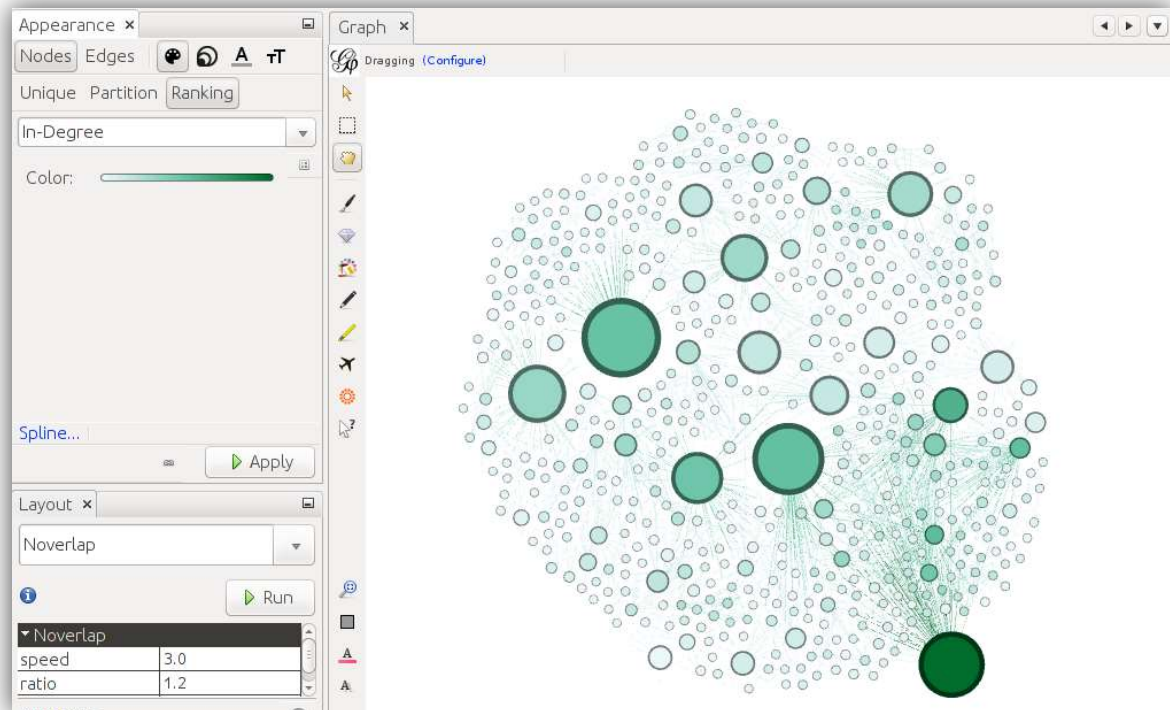 Appearance ×
Nodes Edges A TT
Unique Partition Ranking
In-Degree
Color:
Spline...
Apply
Layout ×
Noverlap
Run
Noverlap
speed 3.0
ratio 1.2
Graph ×
Dragging (Configure)
?
A
A